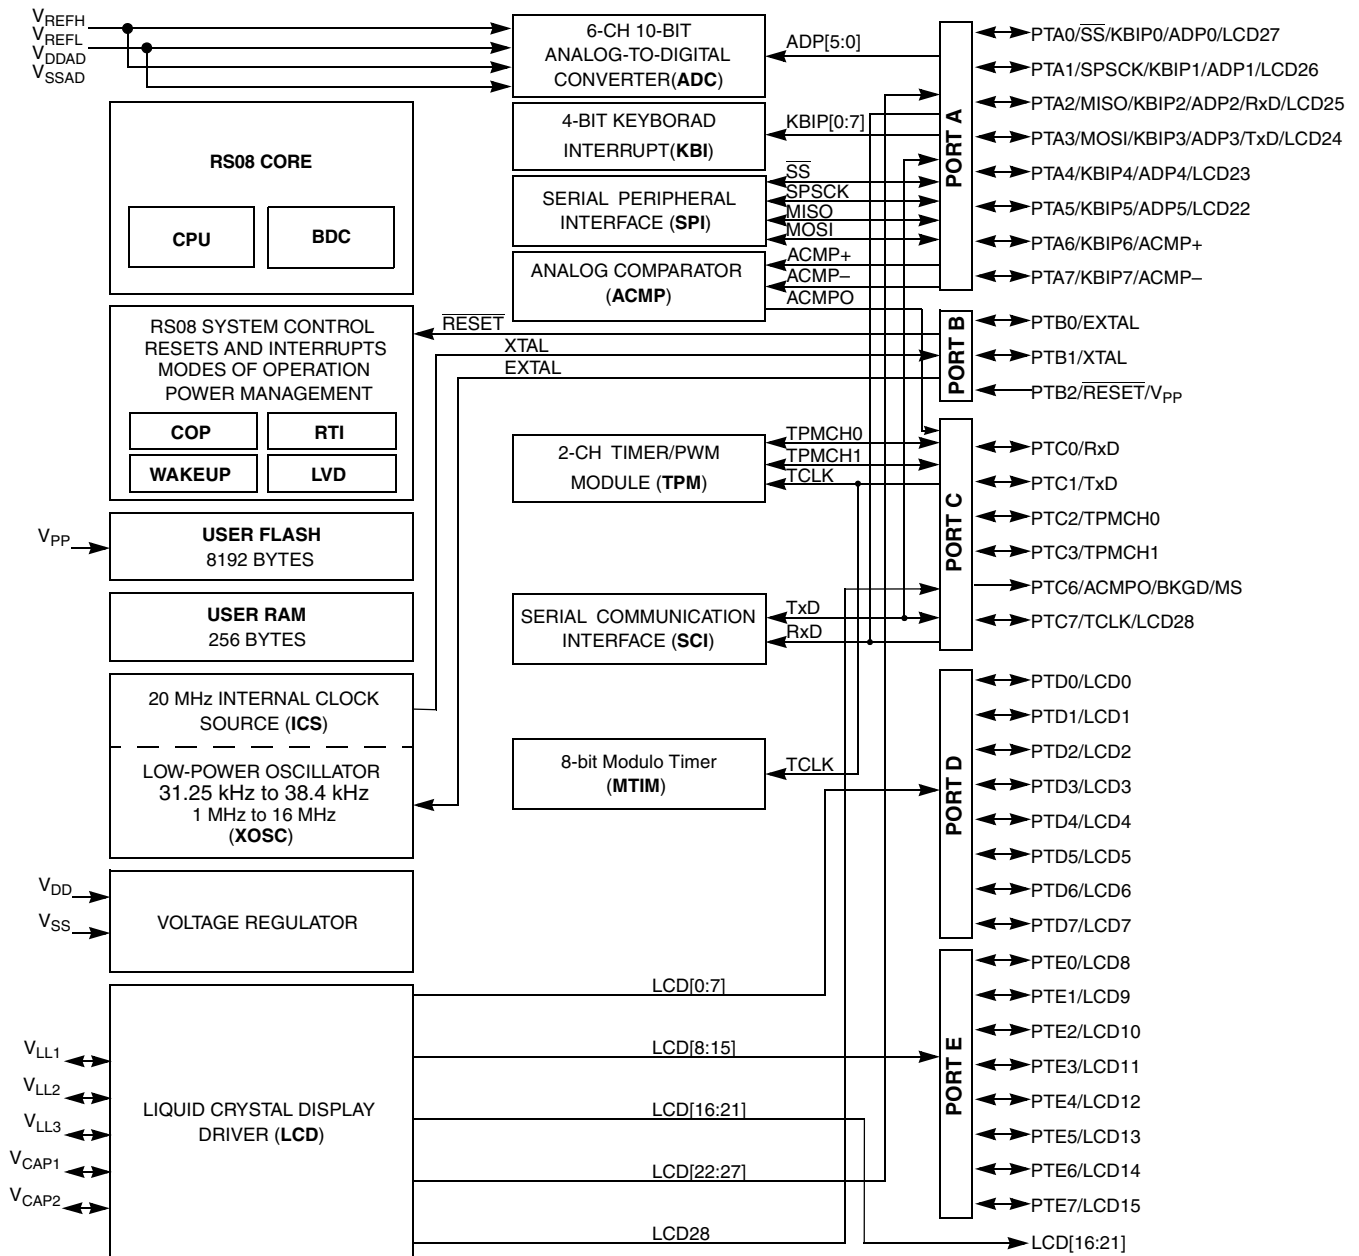 VREFH
VREFL
VDDAD
VSSAD
6-CH 10-BIT
ANALOG-TO-DIGITAL
CONVERTER(ADC)
4-BIT KEYBORAD
INTERRUPT(KBI)
SERIAL PERIPHERAL
INTERFACE (SPI)
ANALOG COMPARATOR
(ACMP)
ADP[5:0]
KBIP[0:7]
SS
SPSCK
MISO
MOSI
ACMP+
ACMP–
ACMPO
PORT A
PTA0/SS/KBIP0/ADP0/LCD27
PTA1/SPSCK/KBIP1/ADP1/LCD26
PTA2/MISO/KBIP2/ADP2/RxD/LCD25
PTA3/MOSI/KBIP3/ADP3/TxD/LCD24
PTA4/KBIP4/ADP4/LCD23
PTA5/KBIP5/ADP5/LCD22
PTA6/KBIP6/ACMP+
PTA7/KBIP7/ACMP–
RS08 CORE
CPU
BDC
RS08 SYSTEM CONTROL
RESETS AND INTERRUPTS
MODES OF OPERATION
POWER MANAGEMENT
COP
RTI
WAKEUP
LVD
RESET
XTAL
EXTAL
PORT B
PTB0/EXTAL
PTB1/XTAL
PTB2/RESET/VPP
2-CH TIMER/PWM
MODULE (TPM)
TPMCH0
TPMCH1
TCLK
PORT C
PTC0/RxD
PTC1/TxD
PTC2/TPMCH0
PTC3/TPMCH1
PTC6/ACMPO/BKGD/MS
PTC7/TCLK/LCD28
VPP
USER FLASH
8192 BYTES
USER RAM
256 BYTES
SERIAL COMMUNICATION
INTERFACE (SCI)
TxD
RxD
20 MHz INTERNAL CLOCK
SOURCE (ICS)
LOW-POWER OSCILLATOR
31.25 kHz to 38.4 kHz
1 MHz to 16 MHz
(XOSC)
8-bit Modulo Timer
(MTIM)
TCLK
PORT D
PTD0/LCD0
PTD1/LCD1
PTD2/LCD2
PTD3/LCD3
PTD4/LCD4
PTD5/LCD5
PTD6/LCD6
PTD7/LCD7
VDD
VSS
VOLTAGE REGULATOR
VLL1
VLL2
VLL3
VCAP1
VCAP2
LIQUID CRYSTAL DISPLAY
DRIVER (LCD)
LCD[0:7]
LCD[8:15]
LCD[16:21]
LCD[22:27]
LCD28
PORT E
PTE0/LCD8
PTE1/LCD9
PTE2/LCD10
PTE3/LCD11
PTE4/LCD12
PTE5/LCD13
PTE6/LCD14
PTE7/LCD15
LCD[16:21]